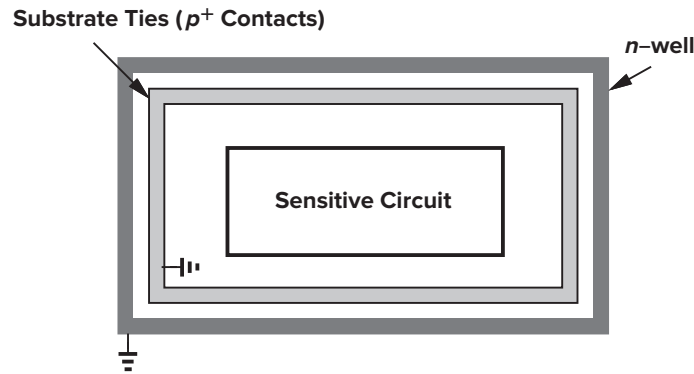 Substrate Ties (p+ Contacts)
n–well
Sensitive Circuit